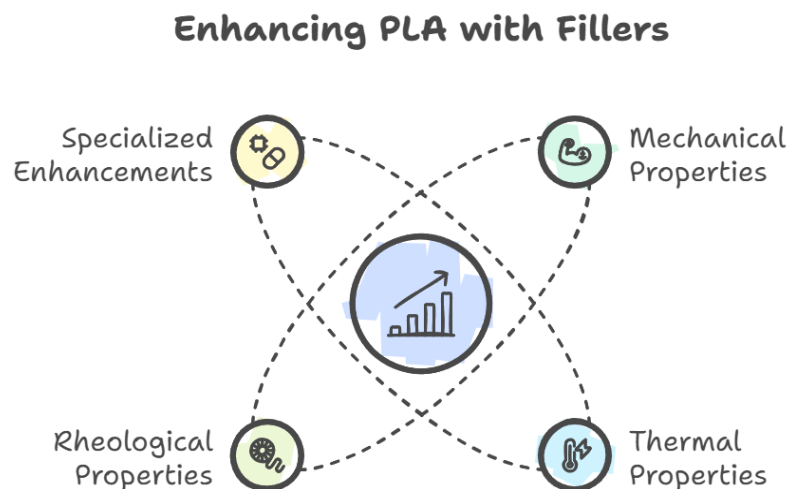 Enhancing PLA with Fillers
Specialized
Enhancements
Mechanical
Properties
Rheological
Properties
Thermal
Properties